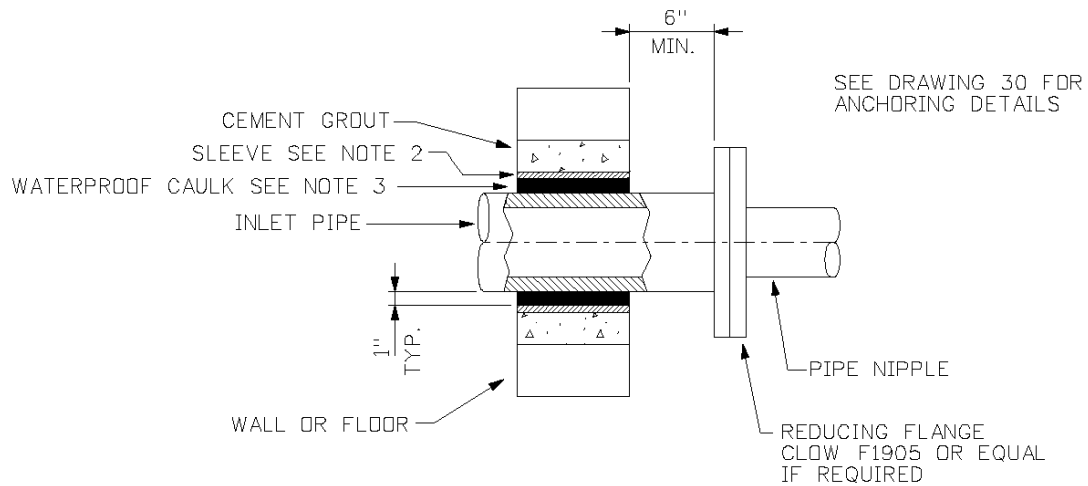 6"
MIN.
SEE DRAWING 30 FOR
ANCHORING DETAILS
CEMENT GROUT
SLEEVE SEE NOTE 2
WATERPROOF CAULK SEE NOTE 3
INLET PIPE
1"
TYP.
PIPE NIPPLE
WALL OR FLOOR
REDUCING FLANGE
CLOW F1905 OR EQUAL
IF REQUIRED